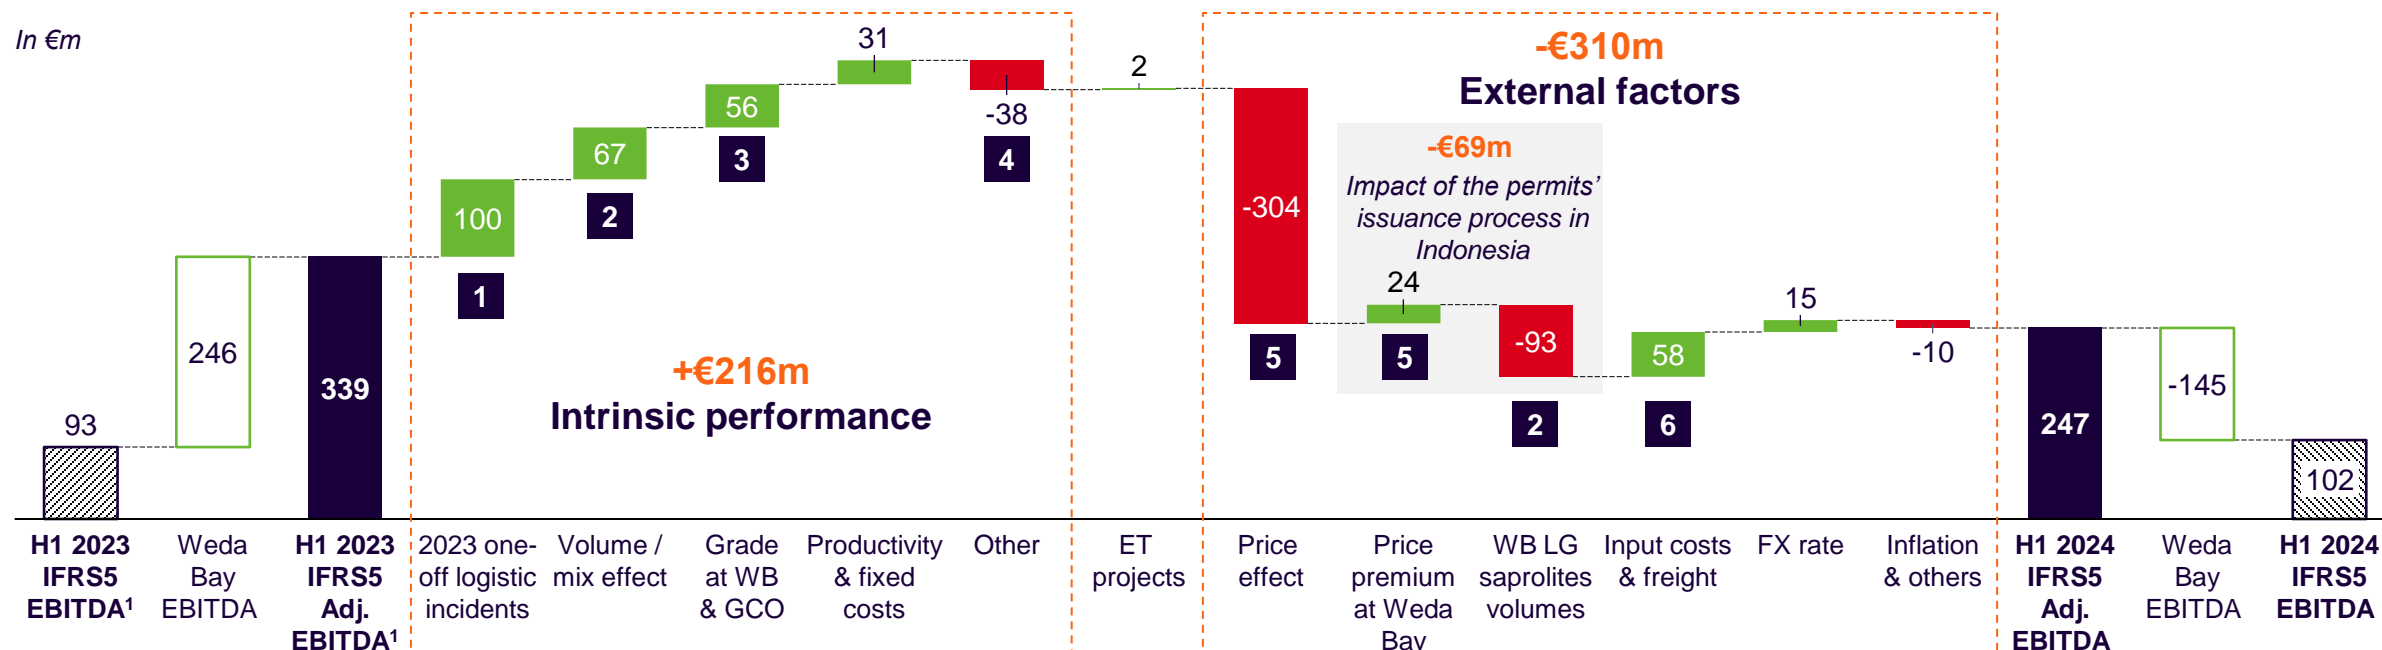 In €m
31
2
-€310m
External factors
56
-38
3
4
67
2
100
1
-€69m
Impact of the permits’
issuance process in
Indonesia
-304
24
5
5
-93
2
58
6
15
-10
+€216m
Intrinsic performance
93
246
339
247
-145
102
H1 2023
IFRS5
EBITDA¹
Weda
Bay
EBITDA
H1 2023
IFRS5
Adj.
EBITDA¹
2023 one-
off logistic
incidents
Volume /
mix effect
Grade
at WB
& GCO
Productivity
& fixed
costs
Other
ET
projects
Price
effect
Price
premium
at Weda
Bay
WB LG
saprolites
volumes
Input costs
& freight
FX rate
Inflation
& others
H1 2024
IFRS5
Adj.
EBITDA
Weda
Bay
EBITDA
H1 2024
IFRS5
EBITDA